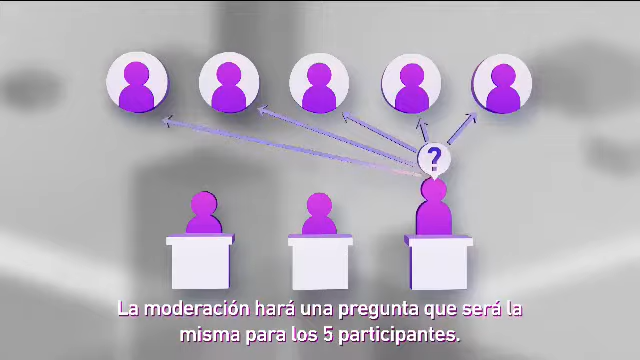 ?
La moderación hará una pregunta que será la
misma para los 5 participantes.